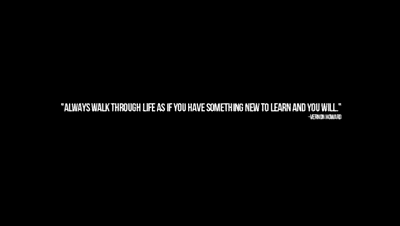 "ALWAYS WALK THROUGH LIFE AS IF YOU HAVE SOMETHING NEW TO LEARN AND YOU WILL."
-VERNON HOWARD